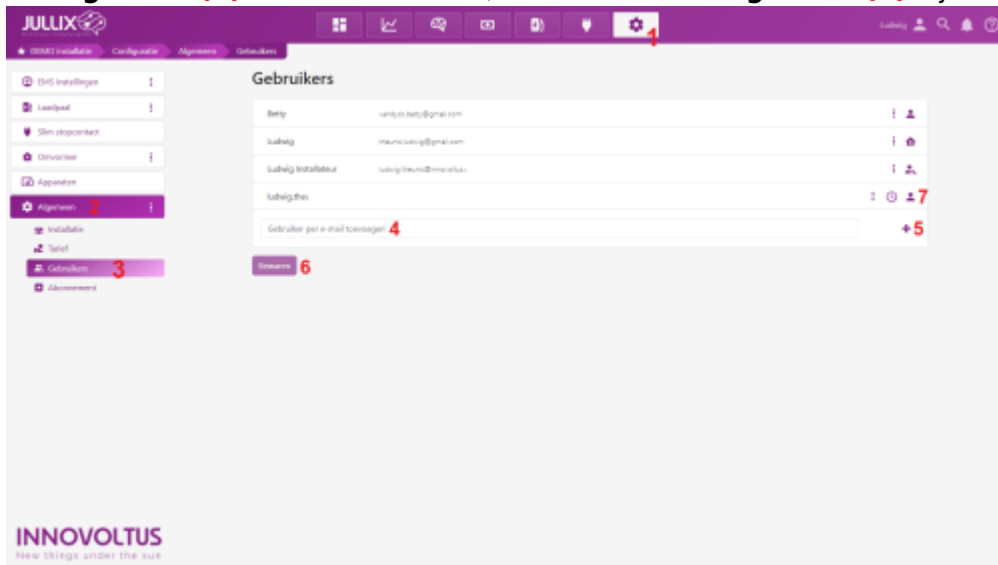 JULLIX
1
Ludwig
DEMO installatie Configuratie Algemeen Gebruikers
EMS Instellingen
Laadpaal
Slim stopcontact
Omvormer
Apparaten
Algemeen 2
Installatie
Tarief
Gebruikers 3
Abonnement
Gebruikers
Betty
Ludwig
Ludwig Installateur
ludwig.thes 7
Gebruiker per e-mail toevoegen 4 5
Bewaren 6
INNOVOLTUS
New things under the sun